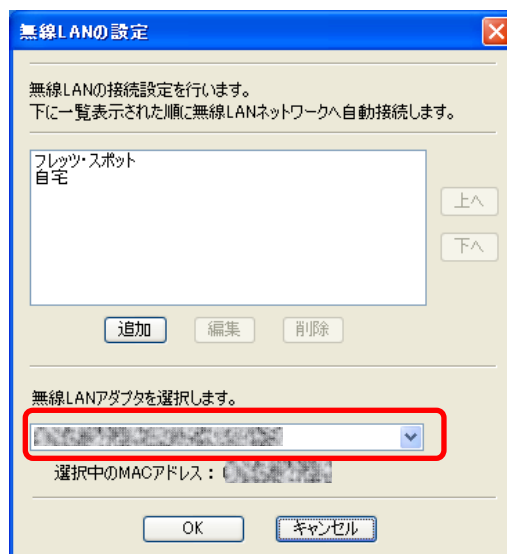 無線LANの設定
無線LANの接続設定を行います。
下に一覧表示された順に無線LANネットワークへ自動接続します。
フレッツ・スポット
自宅
上へ
下へ
追加
編集
削除
無線LANアダプタを選択します。
選択中のMACアドレス：
OK
キャンセル